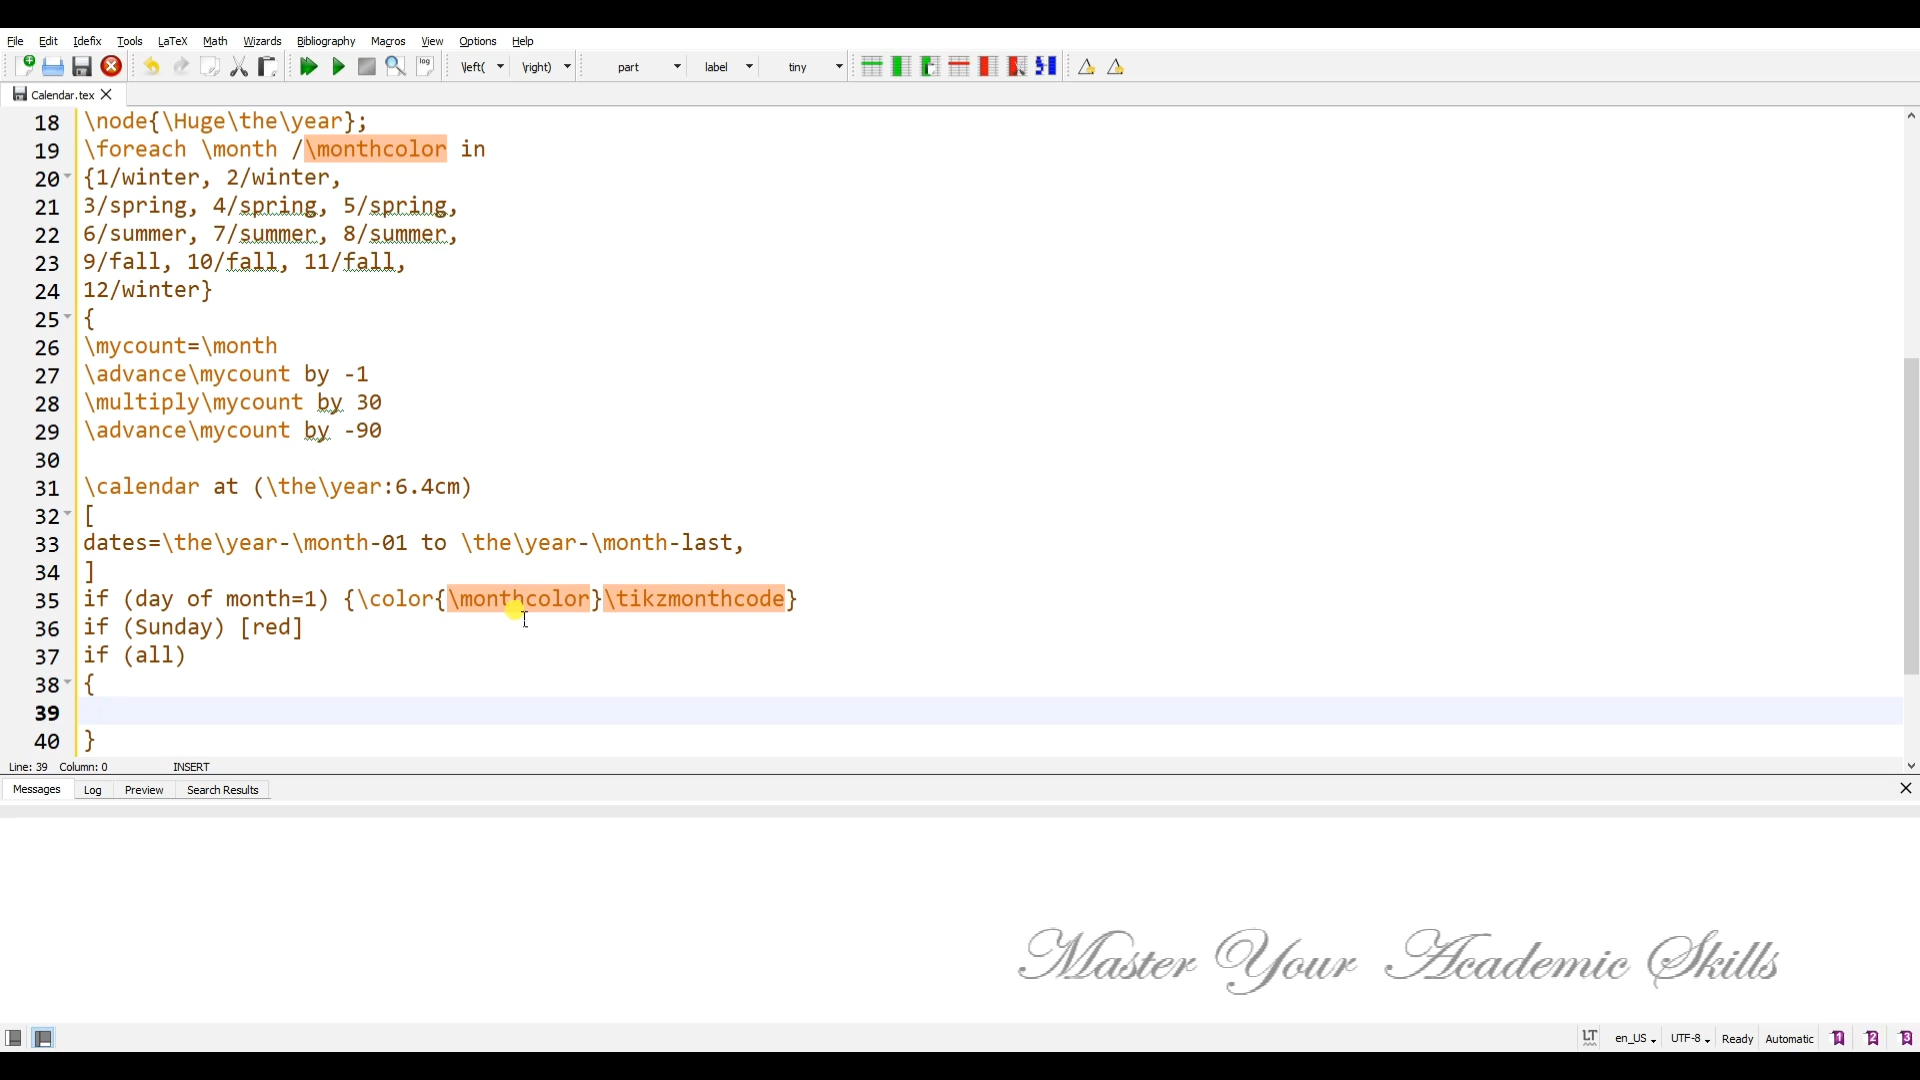 File Edit Idefix Tools LaTeX Math Wizards Bibliography Macros View Options Help
log \left( \right) part label tiny
Calendar.tex
18 \node{\Huge\the\year};
19 \foreach \month /\monthcolor in
20 {1/winter, 2/winter,
21 3/spring, 4/spring, 5/spring,
22 6/summer, 7/summer, 8/summer,
23 9/fall, 10/fall, 11/fall,
24 12/winter}
25 {
26 \mycount=\month
27 \advance\mycount by -1
28 \multiply\mycount by 30
29 \advance\mycount by -90
30
31 \calendar at (\the\year:6.4cm)
32 [
33 dates=\the\year-\month-01 to \the\year-\month-last,
34 ]
35 if (day of month=1) {\color{\monthcolor}\tikzmonthcode}
36 if (Sunday) [red]
37 if (all)
38 {
39
40 }
Line: 39 Column: 0 INSERT
Messages Log Preview Search Results
Master Your Academic Skills
LT en_US UTF-8 Ready Automatic 1 2 3